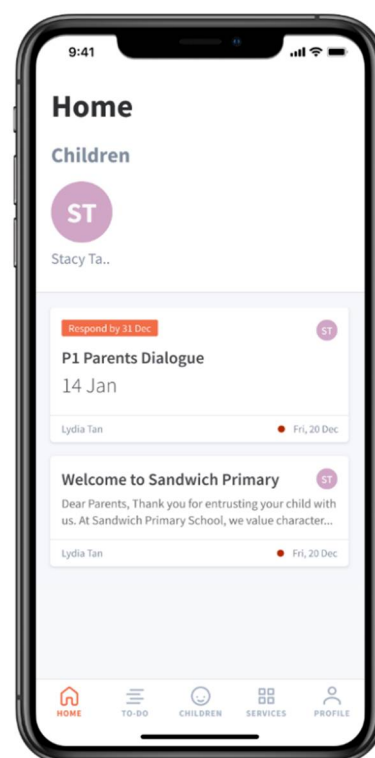 9:41
Home
Children
ST
Stacy Ta..
Respond by 31 Dec
ST
P1 Parents Dialogue
14 Jan
Lydia Tan
Fri, 20 Dec
Welcome to Sandwich Primary
ST
Dear Parents, Thank you for entrusting your child with
us. At Sandwich Primary School, we value character...
Lydia Tan
Fri, 20 Dec
HOME TO-DO CHILDREN SERVICES PROFILE